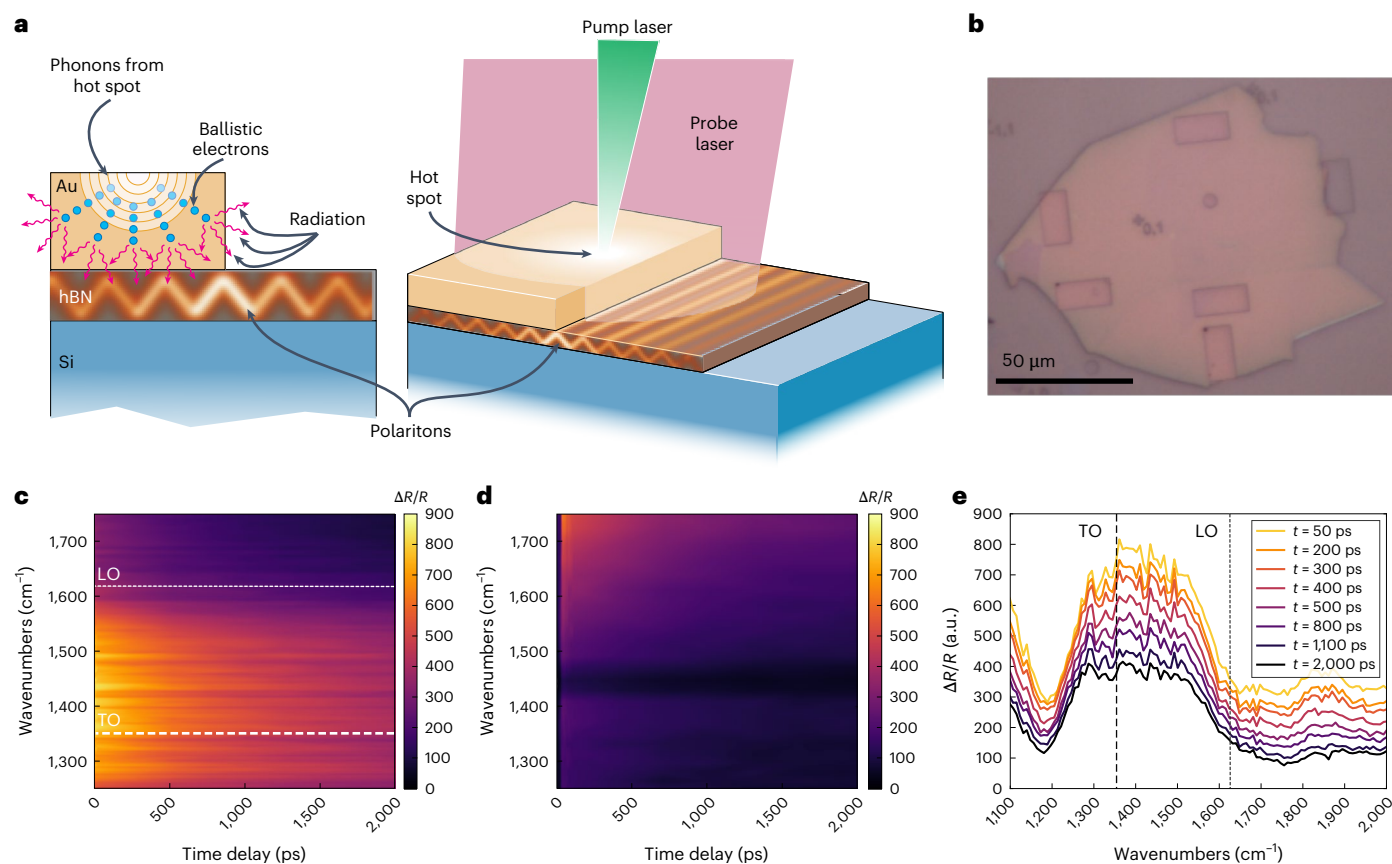 a
Pump laser
Phonons from
hot spot
Ballistic
electrons
Au
Radiation
hBN
Si
Polaritons
Hot
spot
Probe
laser
b
0,1
50 µm
c
ΔR/R
Wavenumbers (cm⁻¹)
1,700
1,600
1,500
1,400
1,300
LO
TO
900
800
700
600
500
400
300
200
100
0
0
500
1,000
1,500
2,000
Time delay (ps)
d
ΔR/R
Wavenumbers (cm⁻¹)
1,700
1,600
1,500
1,400
1,300
900
800
700
600
500
400
300
200
100
0
0
500
1,000
1,500
2,000
Time delay (ps)
e
ΔR/R (a.u.)
900
800
700
600
500
400
300
200
100
0
TO
LO
t = 50 ps
t = 200 ps
t = 300 ps
t = 400 ps
t = 500 ps
t = 800 ps
t = 1,100 ps
t = 2,000 ps
1,100
1,200
1,300
1,400
1,500
1,600
1,700
1,800
1,900
2,000
Wavenumbers (cm⁻¹)